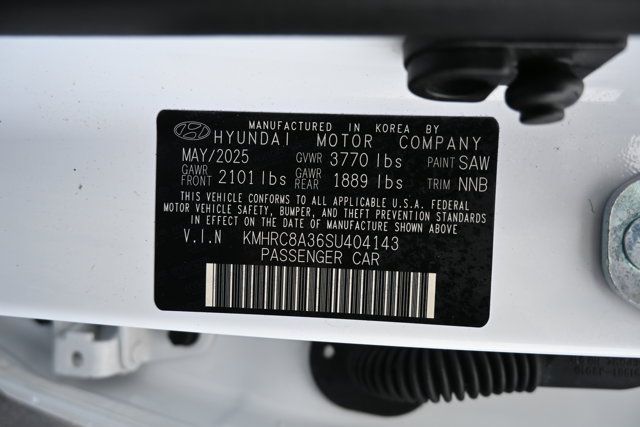 MANUFACTURED IN KOREA BY
HYUNDAI MOTOR COMPANY
MAY/2025 GVWR 3770 lbs PAINT SAW
GAWR FRONT 2101 lbs GAWR REAR 1889 lbs TRIM NNB
THIS VEHICLE CONFORMS TO ALL APPLICABLE U.S.A. FEDERAL
MOTOR VEHICLE SAFETY, BUMPER, AND THEFT PREVENTION STANDARDS
IN EFFECT ON THE DATE OF MANUFACTURE SHOWN ABOVE.
V.I.N KMHRC8A36SU404143
PASSENGER CAR